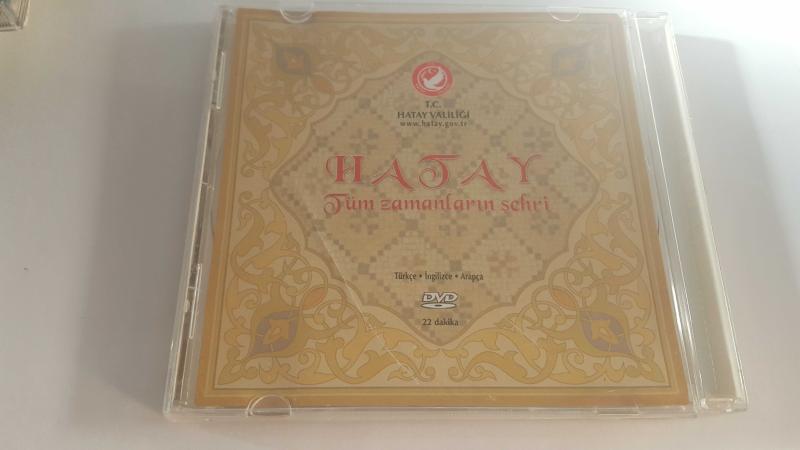 T.C.
HATAY VALİLİĞİ
www.hatay.gov.tr
HATAY
Tüm zamanların şehri
Türkçe • İngilizce • Arapça
DVD
22 dakika